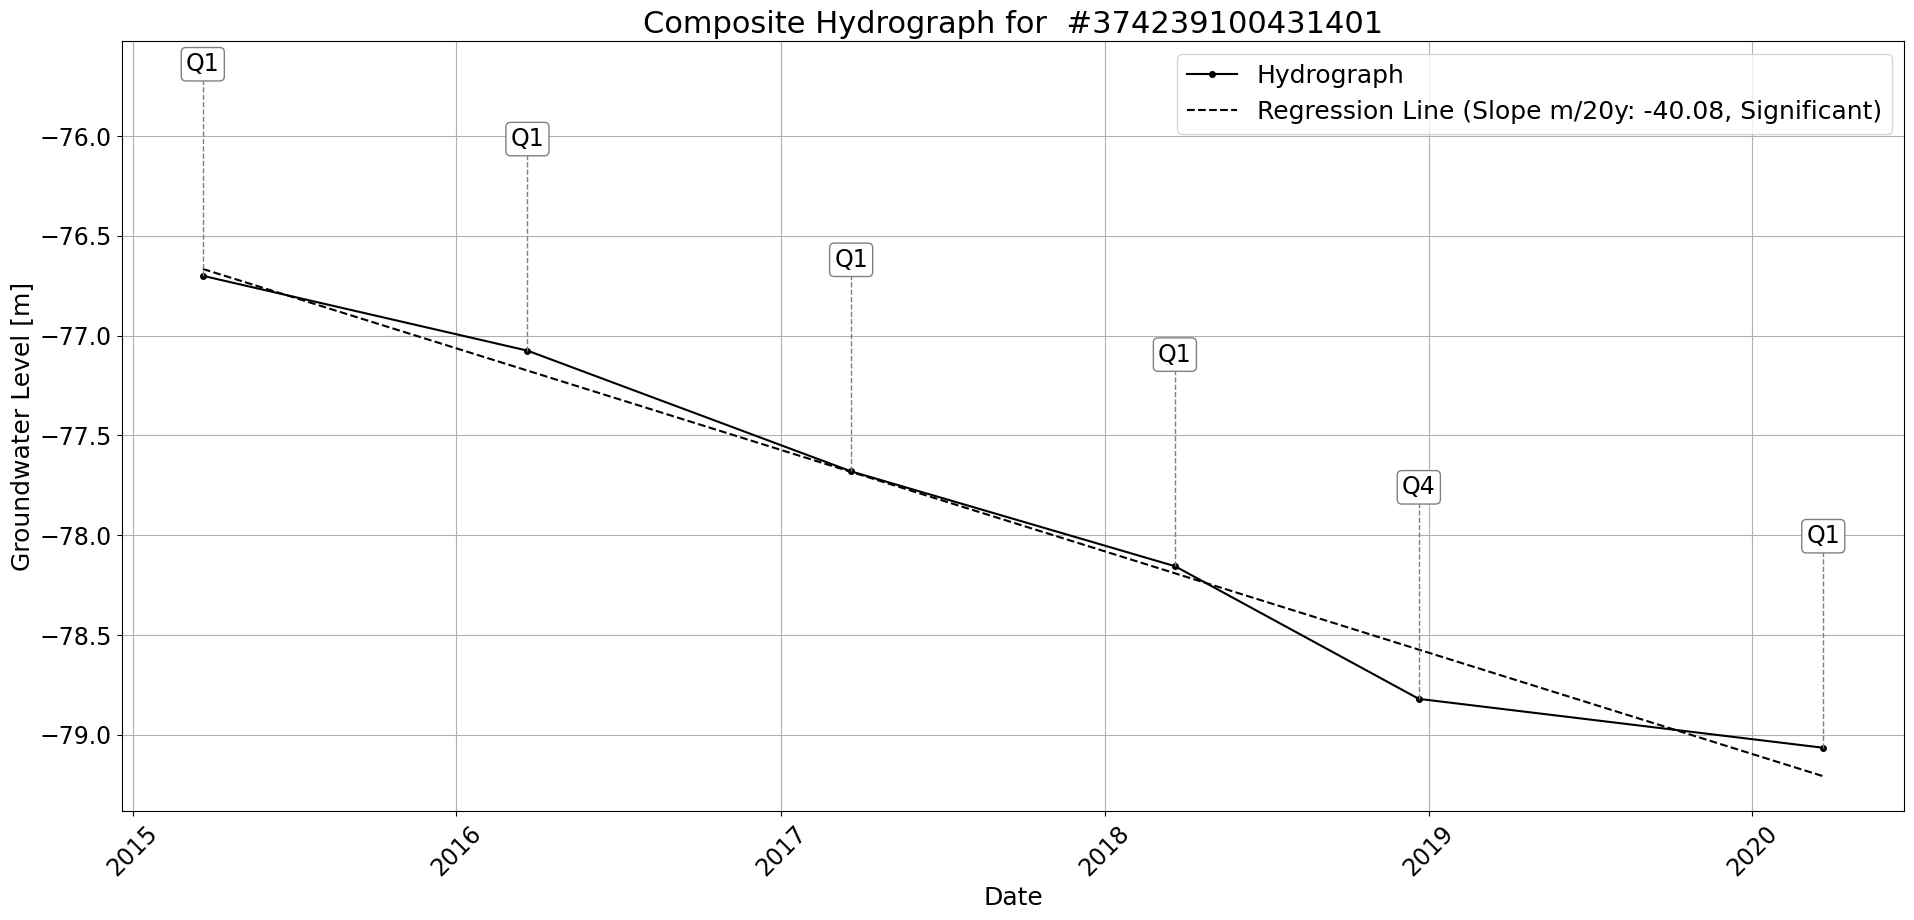 Composite Hydrograph for  #374239100431401
Hydrograph
Regression Line (Slope m/20y: -40.08, Significant)
Q1
Q1
Q1
Q1
Q4
Q1
Groundwater Level [m]
−76.0
−76.5
−77.0
−77.5
−78.0
−78.5
−79.0
2015
2016
2017
2018
2019
2020
Date